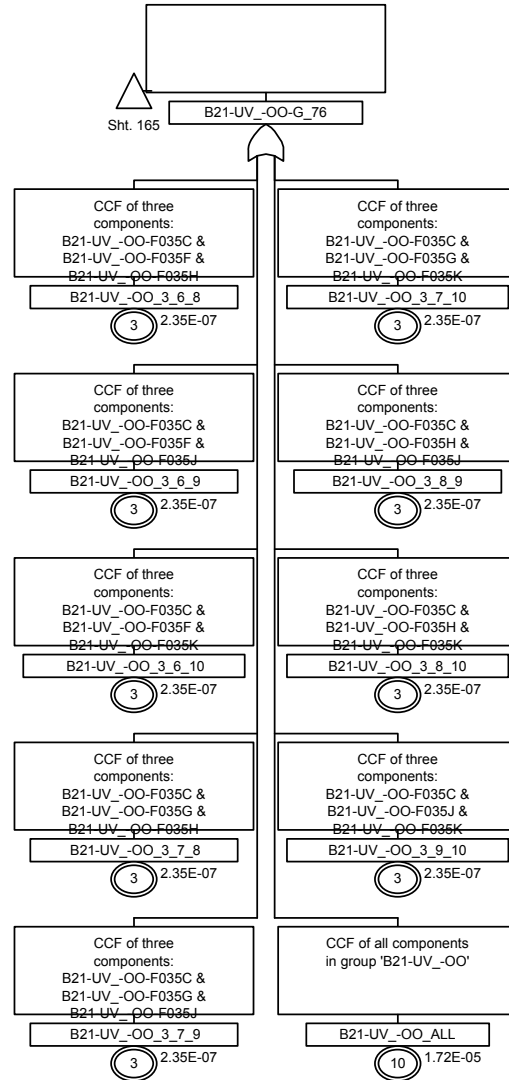 B21-UV_-OO-G_76
Sht. 165
CCF of three
components:
B21-UV_-OO-F035C &
B21-UV_-OO-F035F &
B21-UV_-OO-F035H
B21-UV_-OO_3_6_8
3
2.35E-07
CCF of three
components:
B21-UV_-OO-F035C &
B21-UV_-OO-F035G &
B21-UV_-OO-F035K
B21-UV_-OO_3_7_10
3
2.35E-07
CCF of three
components:
B21-UV_-OO-F035C &
B21-UV_-OO-F035F &
B21-UV_-OO-F035J
B21-UV_-OO_3_6_9
3
2.35E-07
CCF of three
components:
B21-UV_-OO-F035C &
B21-UV_-OO-F035H &
B21-UV_-OO-F035J
B21-UV_-OO_3_8_9
3
2.35E-07
CCF of three
components:
B21-UV_-OO-F035C &
B21-UV_-OO-F035F &
B21-UV_-OO-F035K
B21-UV_-OO_3_6_10
3
2.35E-07
CCF of three
components:
B21-UV_-OO-F035C &
B21-UV_-OO-F035H &
B21-UV_-OO-F035K
B21-UV_-OO_3_8_10
3
2.35E-07
CCF of three
components:
B21-UV_-OO-F035C &
B21-UV_-OO-F035G &
B21-UV_-OO-F035H
B21-UV_-OO_3_7_8
3
2.35E-07
CCF of three
components:
B21-UV_-OO-F035C &
B21-UV_-OO-F035J &
B21-UV_-OO-F035K
B21-UV_-OO_3_9_10
3
2.35E-07
CCF of three
components:
B21-UV_-OO-F035C &
B21-UV_-OO-F035G &
B21-UV_-OO-F035J
B21-UV_-OO_3_7_9
3
2.35E-07
CCF of all components
in group 'B21-UV_-OO'
B21-UV_-OO_ALL
10
1.72E-05